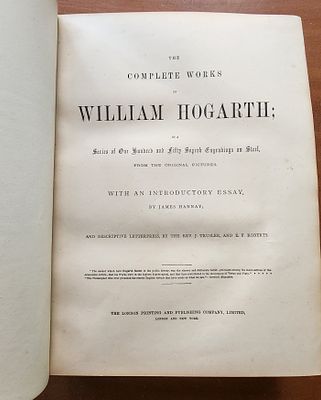 THE
COMPLETE WORKS
OF
WILLIAM HOGARTH;
IN A
Series of One Hundred and Fifty Superb Engravings on Steel,
FROM THE ORIGINAL PICTURES.
WITH AN INTRODUCTORY ESSAY,
BY JAMES HANNAY,
AND DESCRIPTIVE LETTERPRESS, BY THE REV. J. TRUSLER, AND E. F. ROBERTS.
THE LONDON PRINTING AND PUBLISHING COMPANY, LIMITED,
LONDON AND NEW YORK.